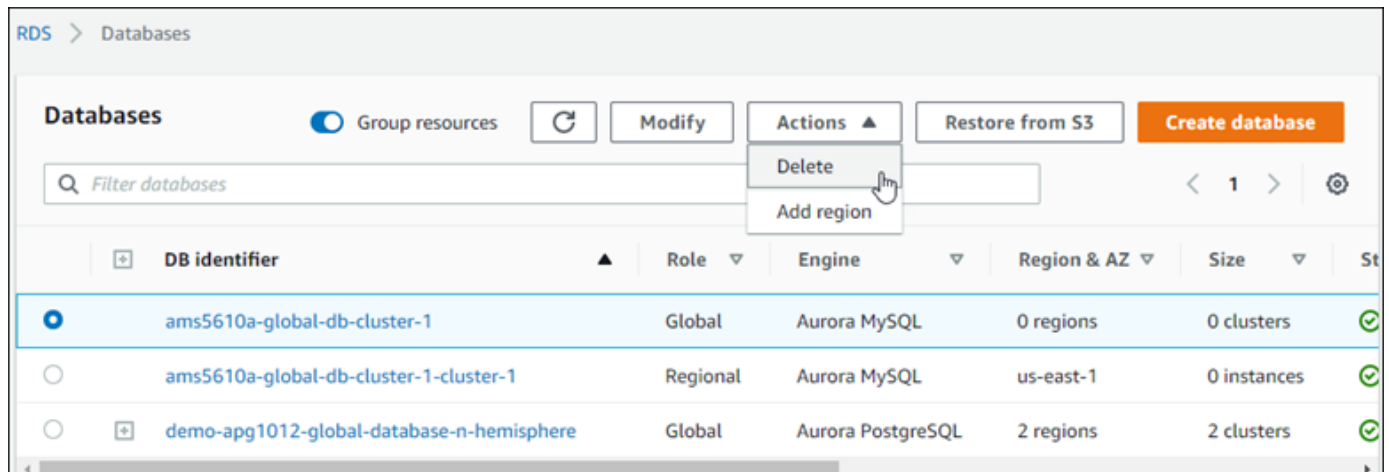 RDS > Databases
Databases Group resources Modify Actions Restore from S3 Create database
Delete
Filter databases < 1 >
Add region
DB identifier Role Engine Region & AZ Size St
ams5610a-global-db-cluster-1 Global Aurora MySQL 0 regions 0 clusters
ams5610a-global-db-cluster-1-cluster-1 Regional Aurora MySQL us-east-1 0 instances
demo-apg1012-global-database-n-hemisphere Global Aurora PostgreSQL 2 regions 2 clusters